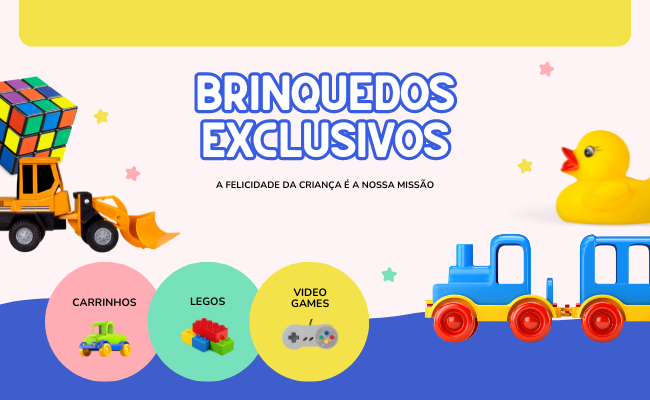 BRINQUEDOS
EXCLUSIVOS
A FELICIDADE DA CRIANÇA É A NOSSA MISSÃO
CARRINHOS
LEGOS
VIDEO
GAMES